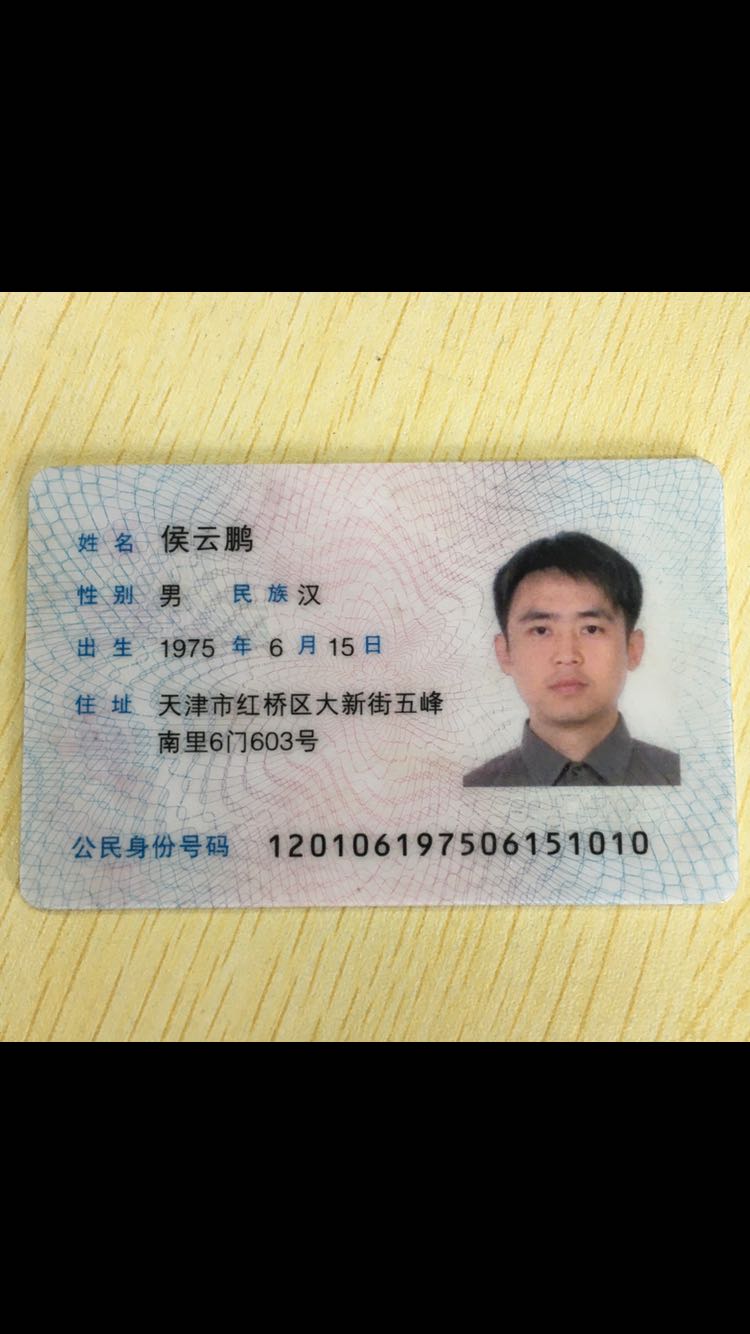 姓名 侯云鹏
性别 男 民族 汉
出生 1975 年 6 月 15 日
住址 天津市红桥区大新街五峰
南里6门603号
公民身份号码 120106197506151010